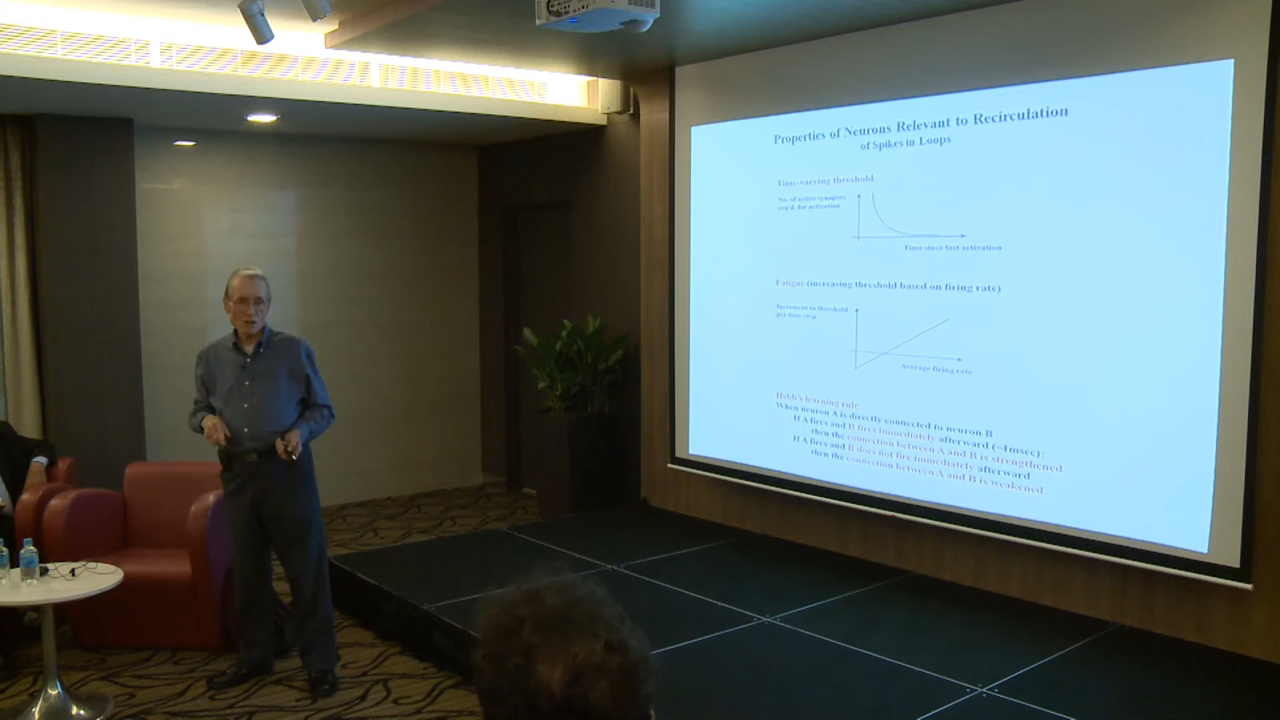 Properties of Neurons Relevant to Recirculation
of Spikes in Loops
Time-varying threshold
No. of active synapses
req'd. for activation
Time since last activation
Fatigue (increasing threshold based on firing rate)
Increment to threshold
per time step
Average firing rate
Hebb's learning rule
When neuron A is directly connected to neuron B
If A fires and B fires immediately afterward (~1msec):
then the connection between A and B is strengthened.
If A fires and B does not fire immediately afterward
then the connection between A and B is weakened.